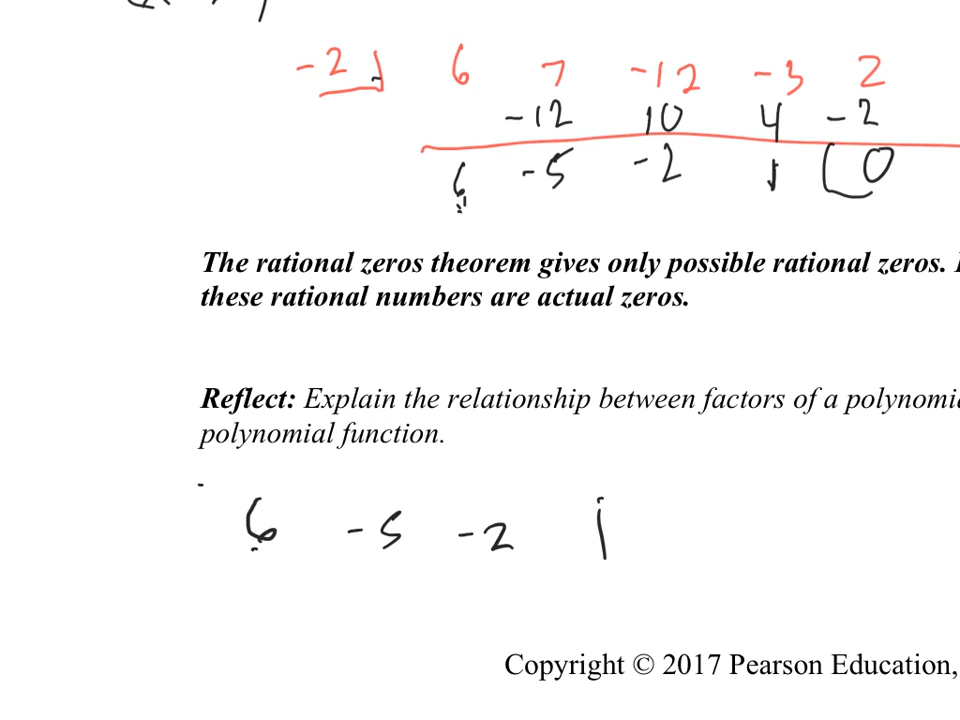 -2 6 7 -12 -3 2
-12 10 4 -2
6 -5 -2 1 0
The rational zeros theorem gives only possible rational zeros.
these rational numbers are actual zeros.
Reflect: Explain the relationship between factors of a
polynomial function.
6 -5 -2 1
Copyright © 2017 Pearson Education,